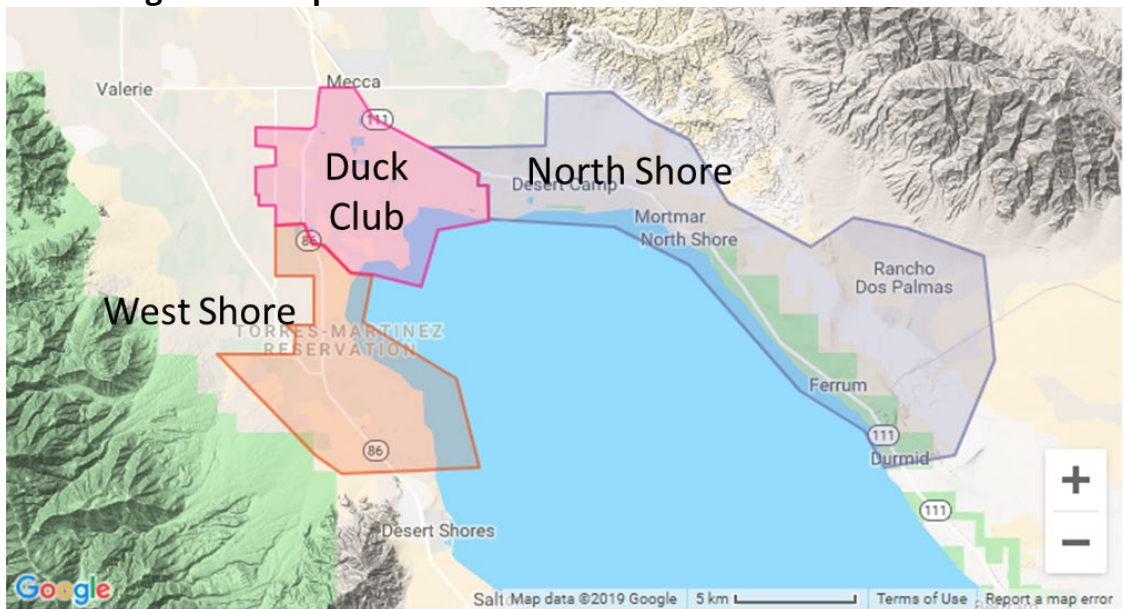 Valerie
Mecca
111
Duck
Club
North Shore
Desert Camp
Mortmar
North Shore
86
Rancho
Dos Palmas
West Shore
TORRES-MARTINEZ
RESERVATION
Ferrum
111
86
Durmid
111
Desert Shores
+
−
Google
Salto
Map data ©2019 Google
5 km
Terms of Use
Report a map error